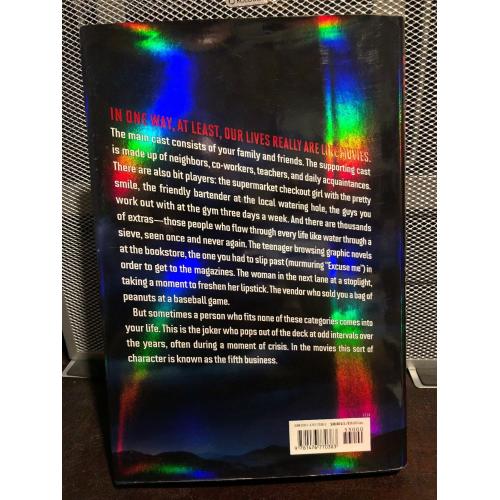 IN ONE WAY, AT LEAST, OUR LIVES REALLY ARE LIKE MOVIES.
The main cast consists of your family and friends. The supporting cast
is made up of neighbors, co-workers, teachers, and daily acquaintances.
There are also bit players: the supermarket checkout girl with the pretty
smile, the friendly bartender at the local watering hole, the guys you
work out with at the gym three days a week. And there are thousands
of extras—those people who flow through every life like water through a
sieve, seen once and never again. The teenager browsing graphic novels
at the bookstore, the one you had to slip past (murmuring "Excuse me") in
order to get to the magazines. The woman in the next lane at a stoplight,
taking a moment to freshen her lipstick. The vendor who sold you a bag of
peanuts at a baseball game.
But sometimes a person who fits none of these categories comes into
your life. This is the joker who pops out of the deck at odd intervals over
the years, often during a moment of crisis. In the movies this sort of
character is known as the fifth business.
9 781476 770383